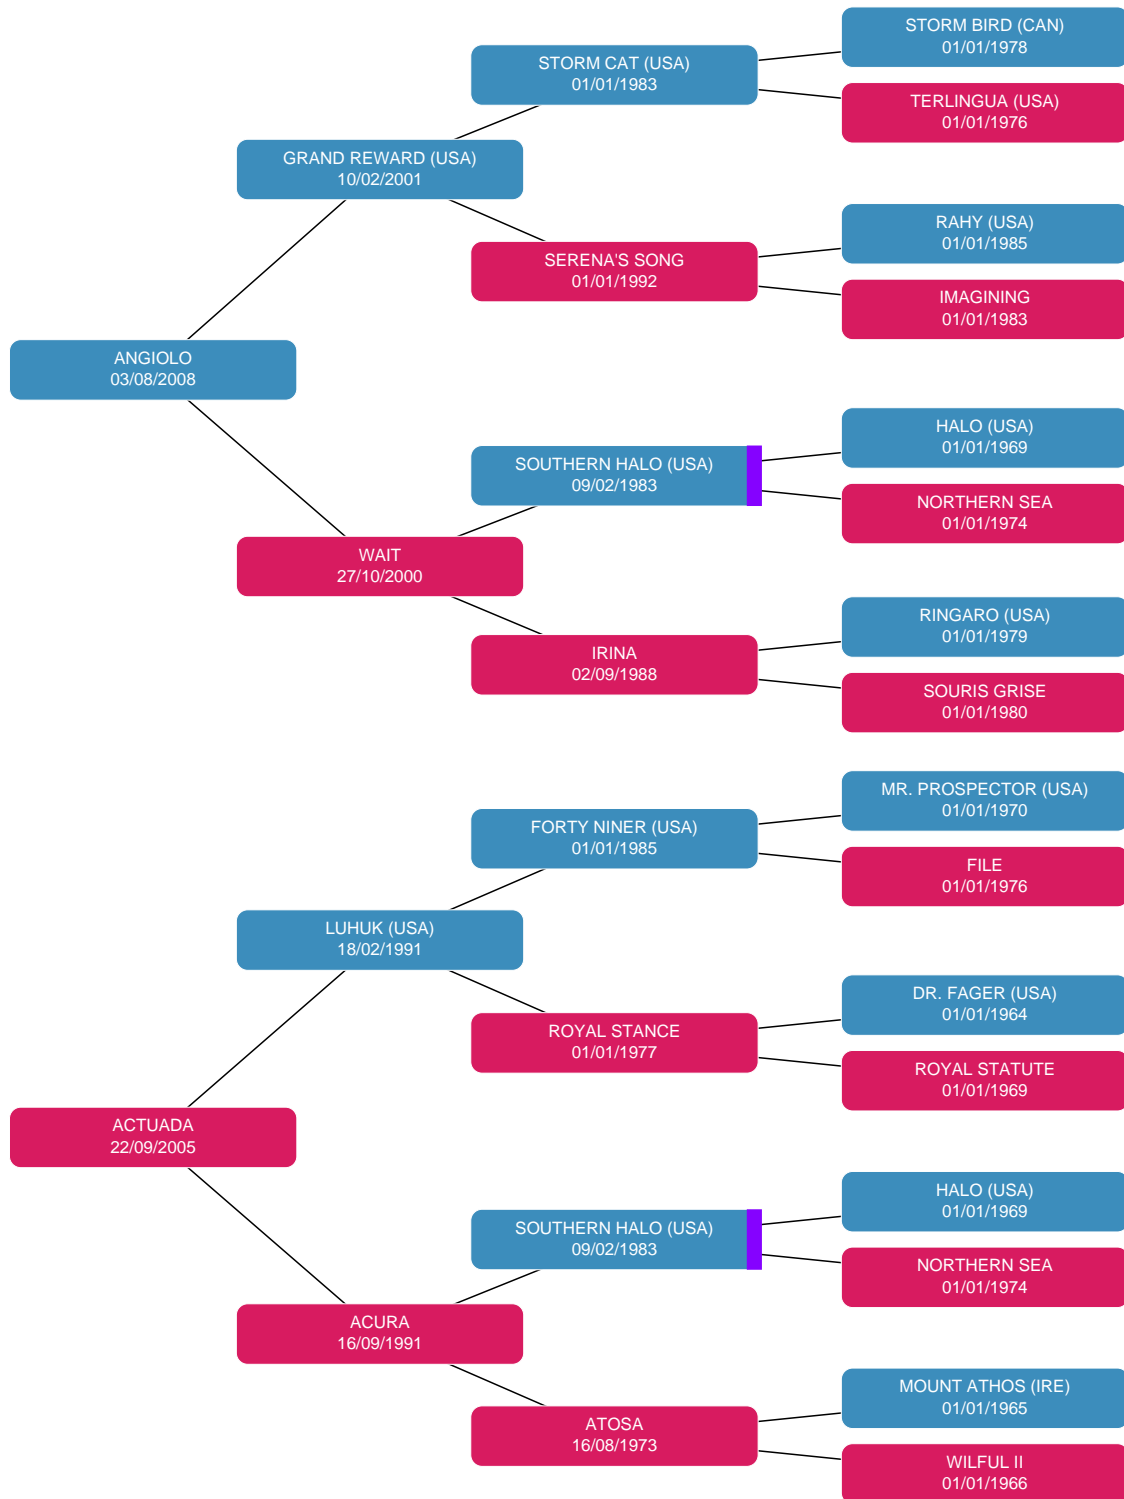 STORM BIRD (CAN)
01/01/1978
STORM CAT (USA)
01/01/1983
TERLINGUA (USA)
01/01/1976
GRAND REWARD (USA)
10/02/2001
RAHY (USA)
01/01/1985
SERENA'S SONG
01/01/1992
IMAGINING
01/01/1983
ANGIOLO
03/08/2008
HALO (USA)
01/01/1969
SOUTHERN HALO (USA)
09/02/1983
NORTHERN SEA
01/01/1974
WAIT
27/10/2000
RINGARO (USA)
01/01/1979
IRINA
02/09/1988
SOURIS GRISE
01/01/1980
MR. PROSPECTOR (USA)
01/01/1970
FORTY NINER (USA)
01/01/1985
FILE
01/01/1976
LUHUK (USA)
18/02/1991
DR. FAGER (USA)
01/01/1964
ROYAL STANCE
01/01/1977
ROYAL STATUTE
01/01/1969
ACTUADA
22/09/2005
HALO (USA)
01/01/1969
SOUTHERN HALO (USA)
09/02/1983
NORTHERN SEA
01/01/1974
ACURA
16/09/1991
MOUNT ATHOS (IRE)
01/01/1965
ATOSA
16/08/1973
WILFUL II
01/01/1966